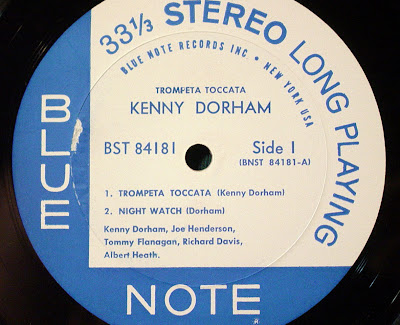 33⅓ STEREO LONG PLAYING
BLUE NOTE RECORDS INC • NEW YORK USA
TROMPETA TOCCATA
KENNY DORHAM
BST 84181 Side 1
(BNST 84181-A)
1. TROMPETA TOCCATA (Kenny Dorham)
2. NIGHT WATCH (Dorham)
Kenny Dorham, Joe Henderson,
Tommy Flanagan, Richard Davis,
Albert Heath.
BLUE
NOTE
®